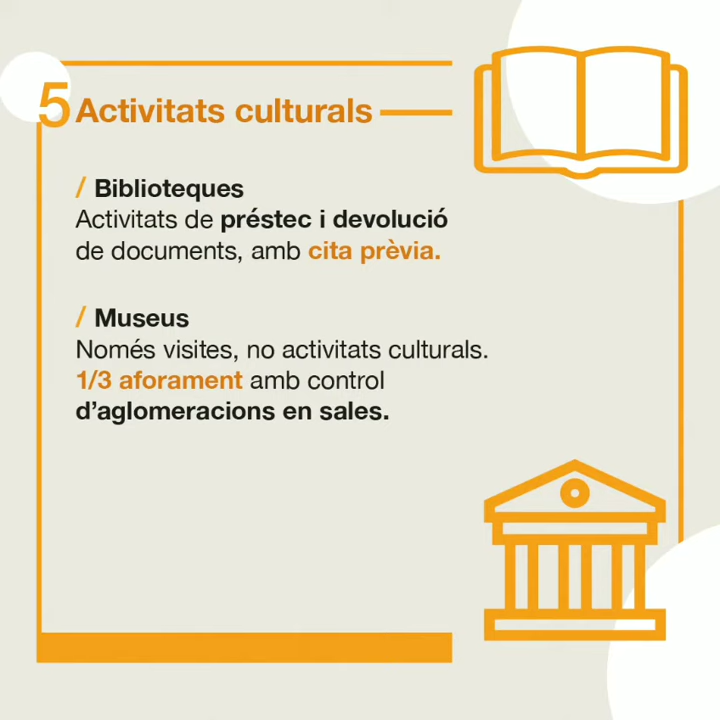 5 Activitats culturals
/ Biblioteques
Activitats de préstec i devolució
de documents, amb cita prèvia.
/ Museus
Només visites, no activitats culturals.
1/3 aforament amb control
d’aglomeracions en sales.